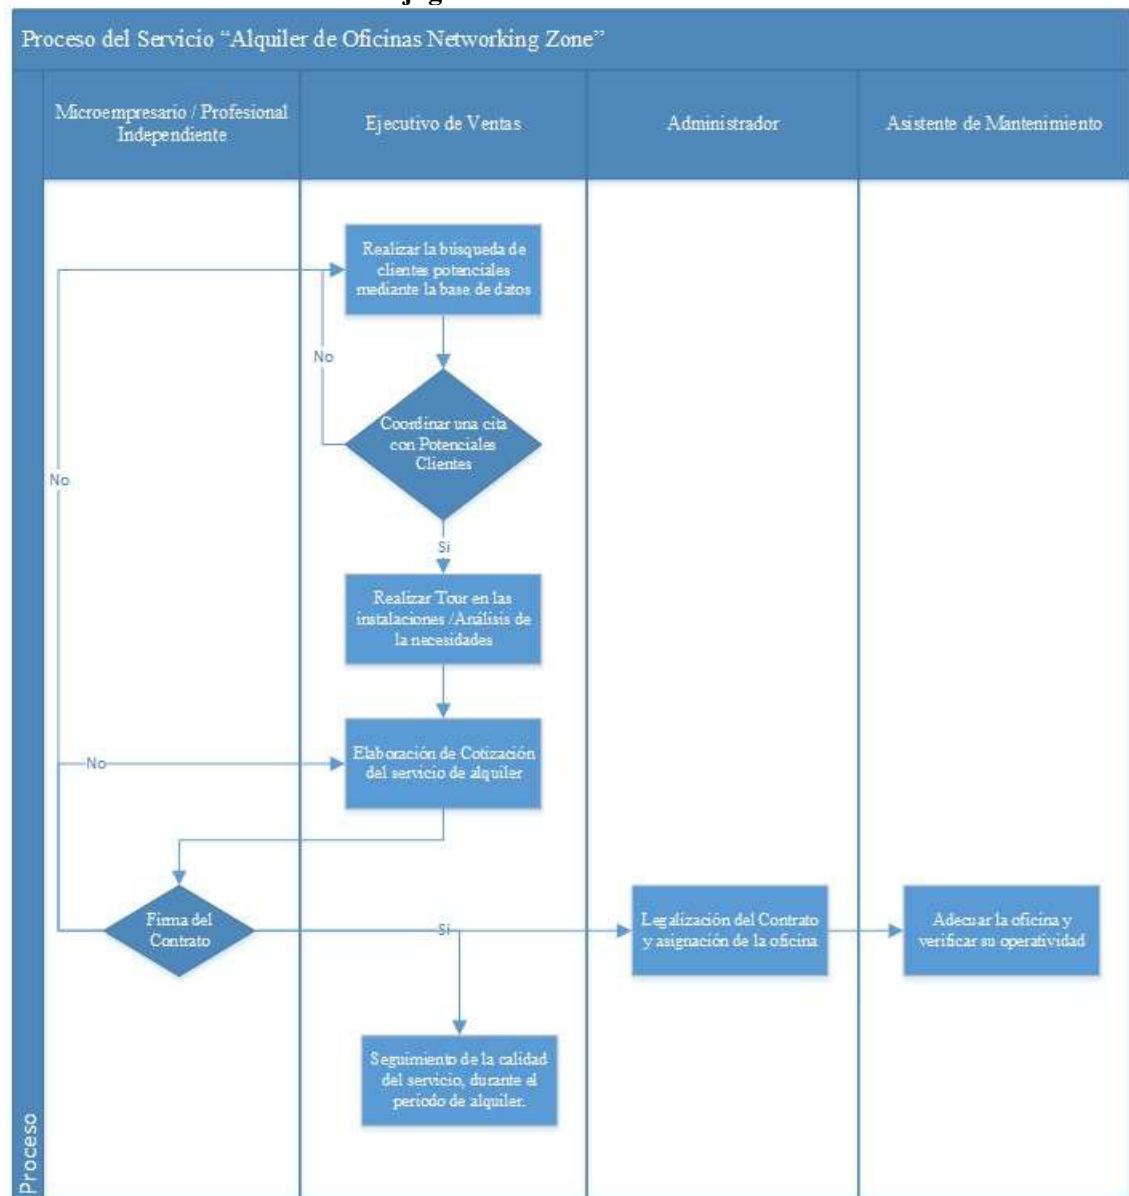 Proceso del Servicio “Alquiler de Oficinas Networking Zone”
Microempresario / Profesional
Independiente
Ejecutivo de Ventas
Administrador
Asistente de Mantenimiento
Realizar la búsqueda de
clientes potenciales
mediante la base de datos
No
Coordinar una cita
con Potenciales
Clientes
No
Si
Realizar Tour en las
instalaciones /Análisis de
la necesidades
Elaboración de Cotización
del servicio de alquiler
No
Firma del
Contrato
Si
Legalización del Contrato
y asignación de la oficina
Adecuar la oficina y
verificar su operatividad
Seguimiento de la calidad
del servicio, durante el
periodo de alquiler.
Proceso